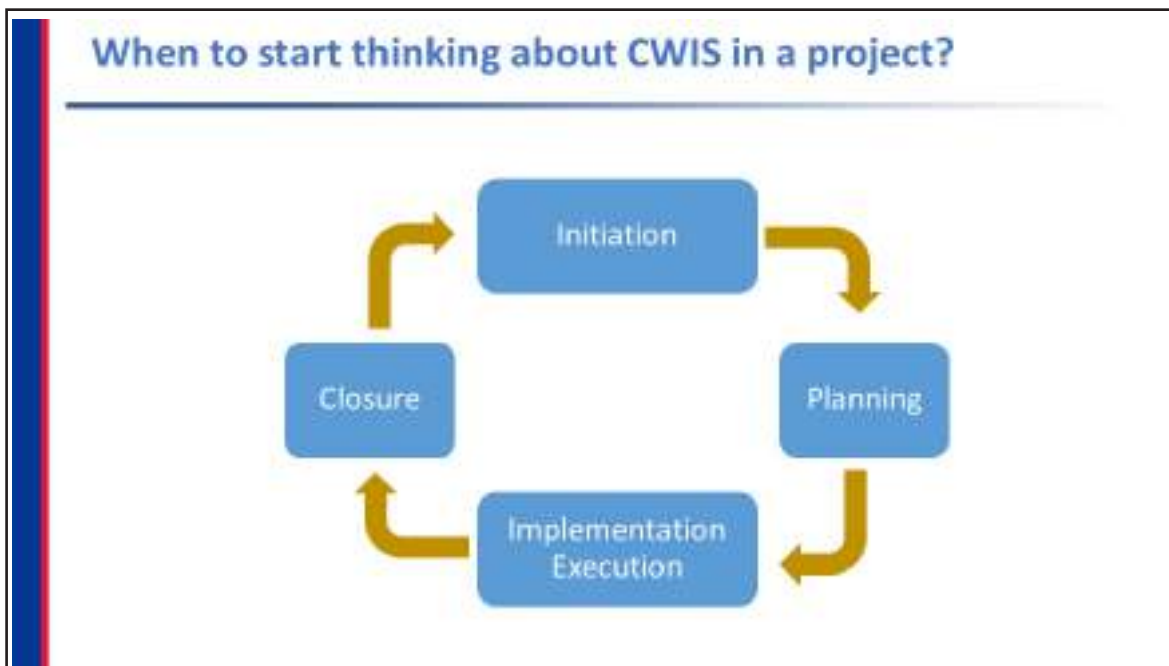 When to start thinking about CWIS in a project?
Initiation
Closure
Planning
Implementation
Execution